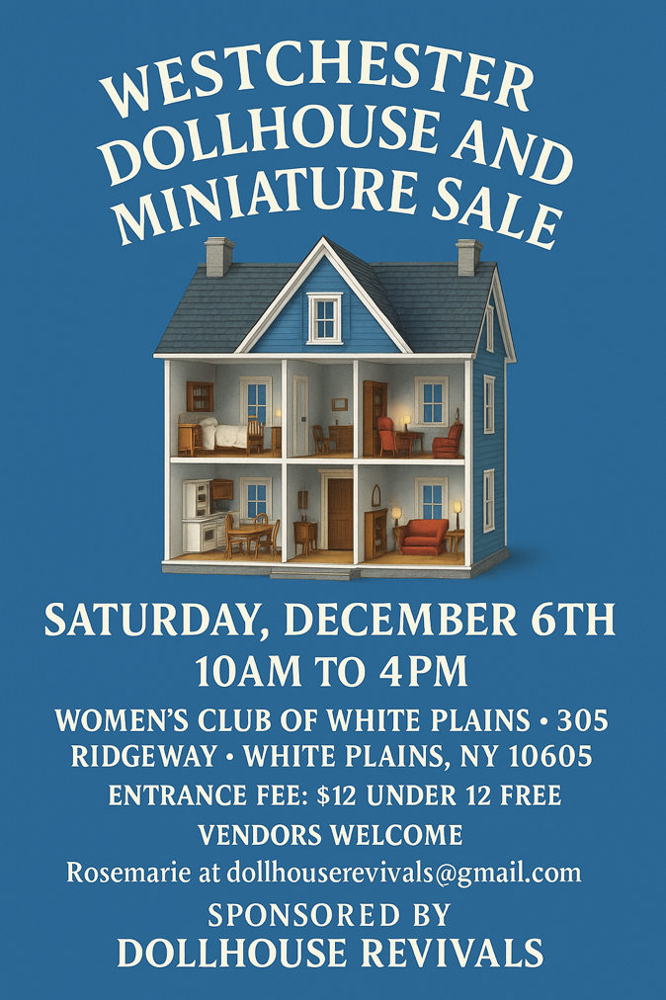 WESTCHESTER
DOLLHOUSE AND
MINIATURE SALE
SATURDAY, DECEMBER 6TH
10AM TO 4PM
WOMEN'S CLUB OF WHITE PLAINS • 305
RIDGEWAY • WHITE PLAINS, NY 10605
ENTRANCE FEE: $12 UNDER 12 FREE
VENDORS WELCOME
Rosemarie at dollhouserevivals@gmail.com
SPONSORED BY
DOLLHOUSE REVIVALS